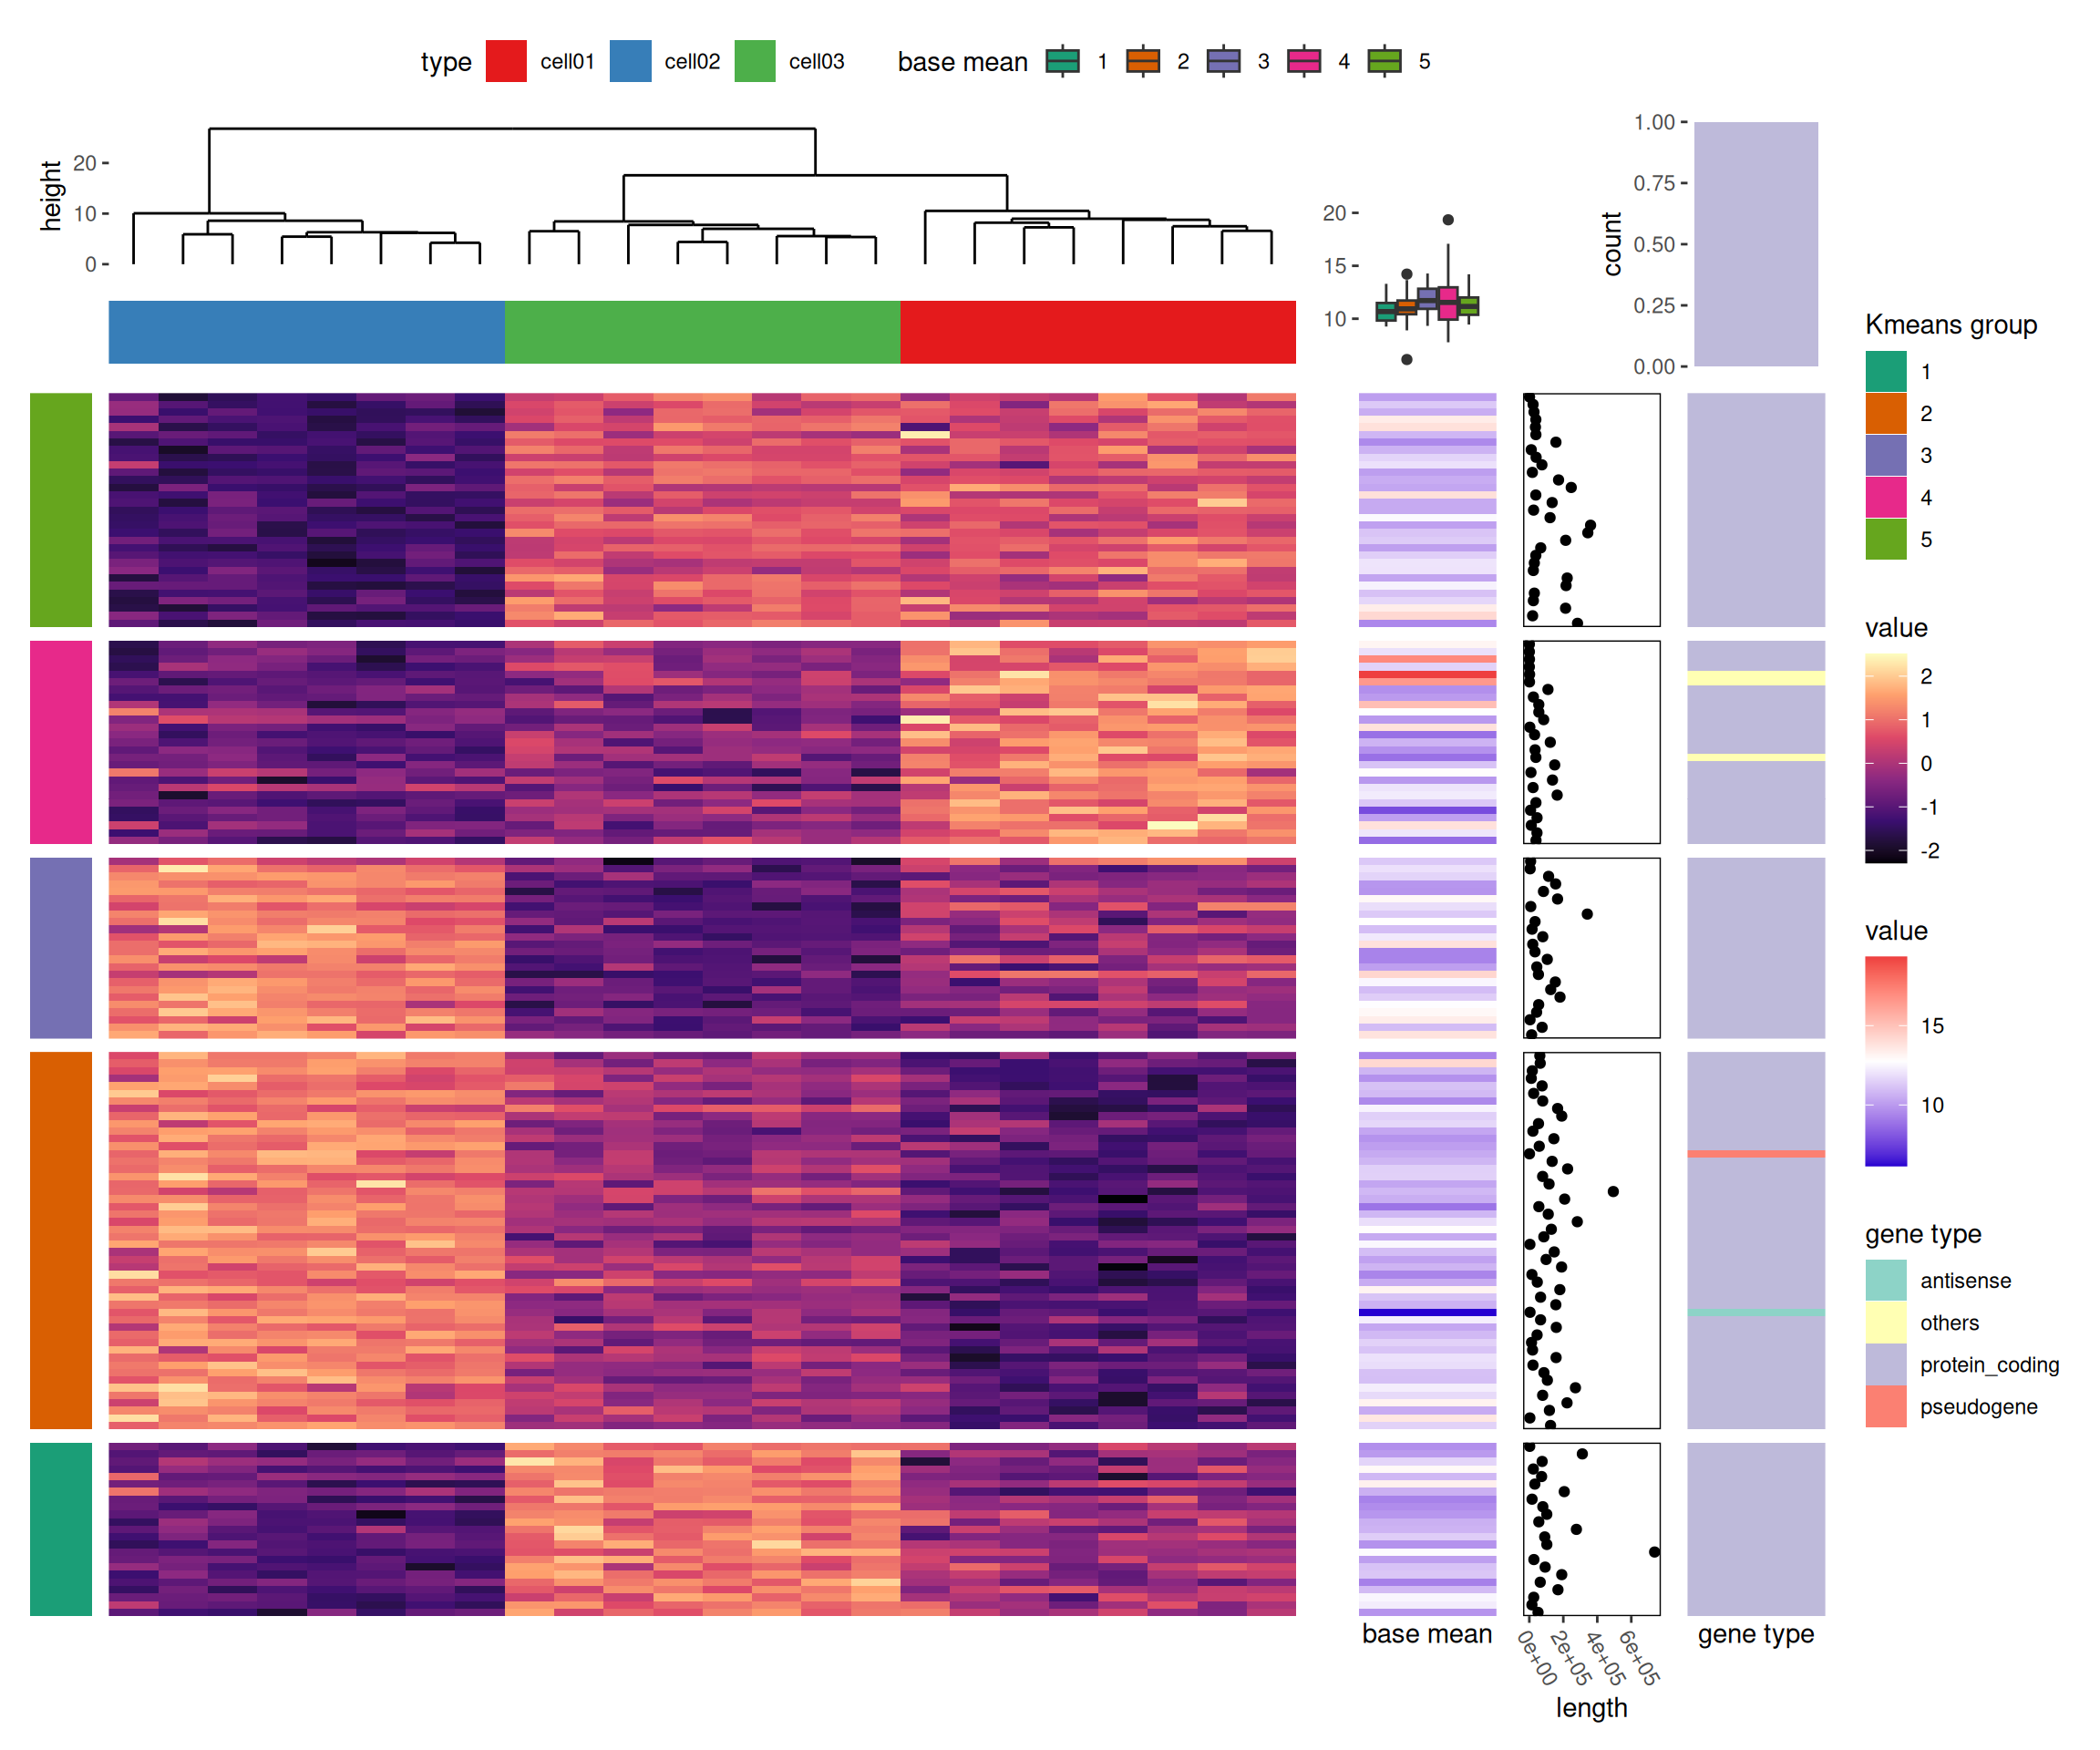 type cell01 cell02 cell03 base mean 1 2 3 4 5
height
20
10
0
20
15
10
count
1.00
0.75
0.50
0.25
0.00
Kmeans group
1
2
3
4
5
value
2
1
0
-1
-2
value
15
10
gene type
antisense
others
protein_coding
pseudogene
base mean
0e+00
2e+05
4e+05
6e+05
length
gene type